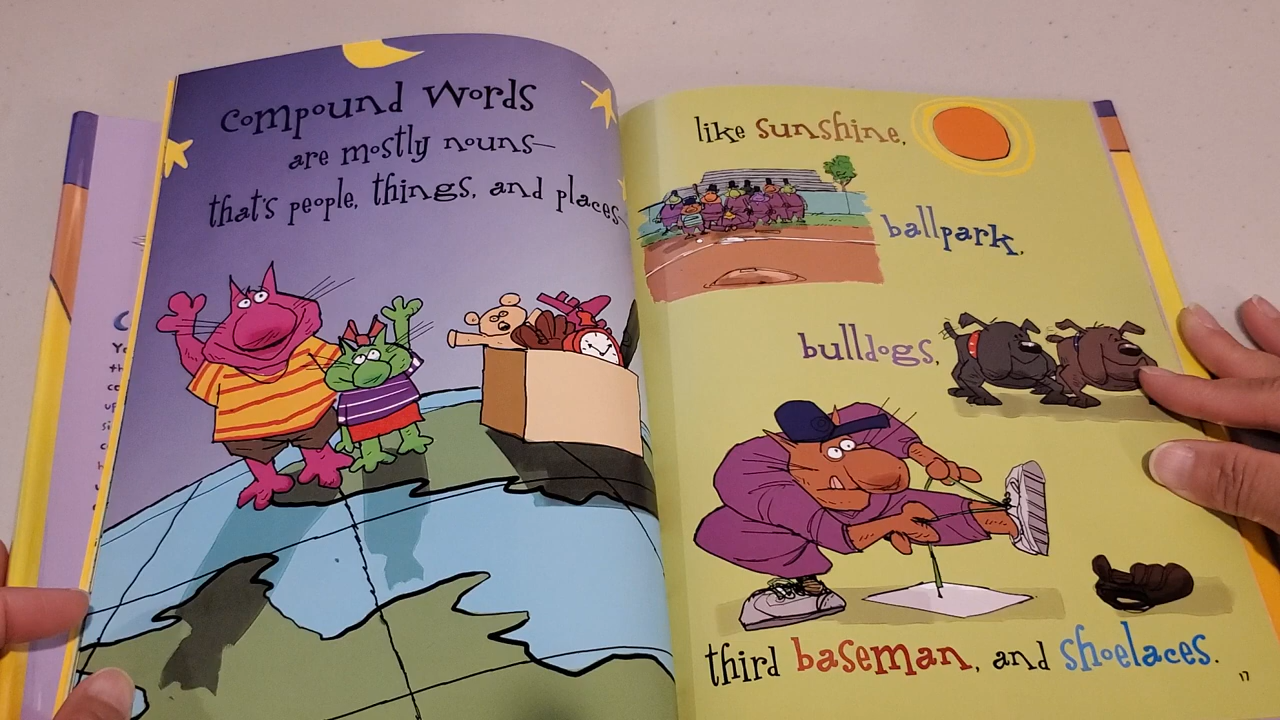 compound words
are mostly nouns—
that's people, things, and places—
like sunshine,
ballpark,
bulldogs,
third baseman, and shoelaces.
17